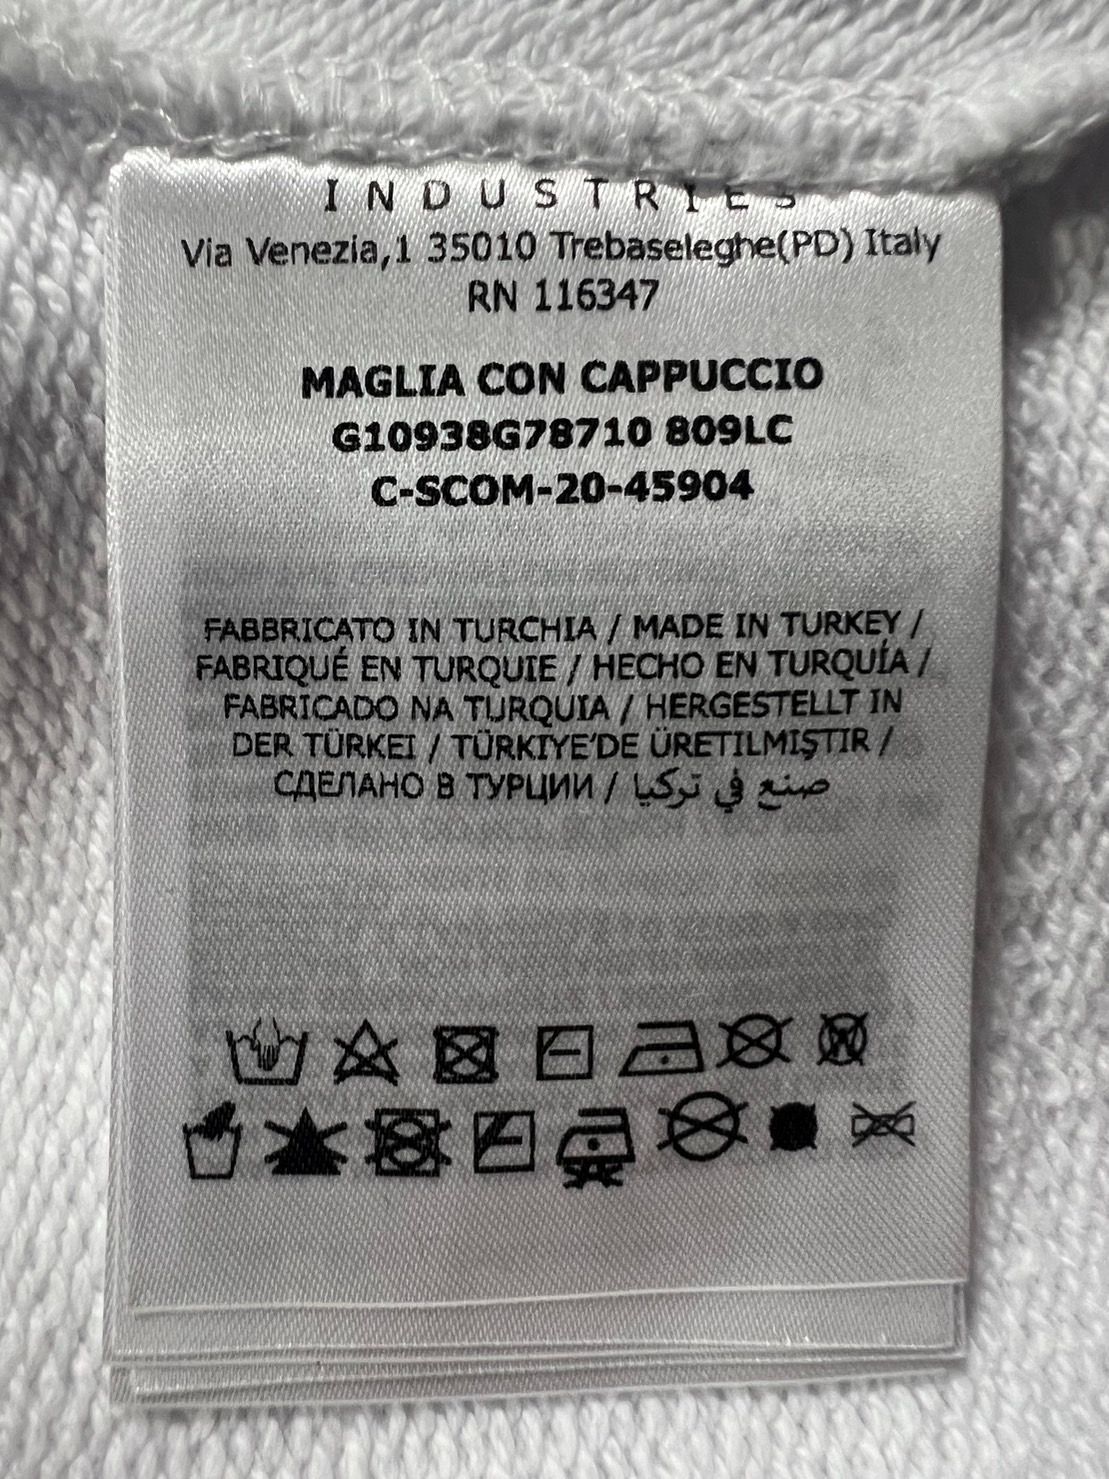 INDUSTRIES
Via Venezia,1 35010 Trebaseleghe(PD) Italy
RN 116347
MAGLIA CON CAPPUCCIO
G10938G78710 809LC
C-SCOM-20-45904
FABBRICATO IN TURCHIA / MADE IN TURKEY /
FABRIQUÉ EN TURQUIE / HECHO EN TURQUÍA /
FABRICADO NA TURQUIA / HERGESTELLT IN
DER TÜRKEI / TÜRKIYE'DE ÜRETILMIŞTIR /
СДЕЛАНО В ТУРЦИИ / صنع في تركيا